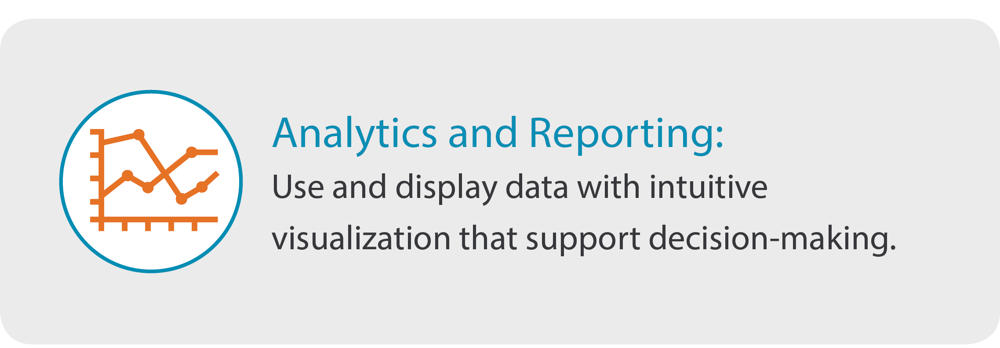 Analytics and Reporting:
Use and display data with intuitive
visualization that support decision-making.